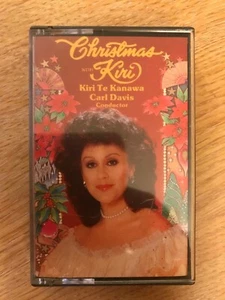 Christmas
WITH Kiri
Kiri Te Kanawa
Carl Davis
Conductor